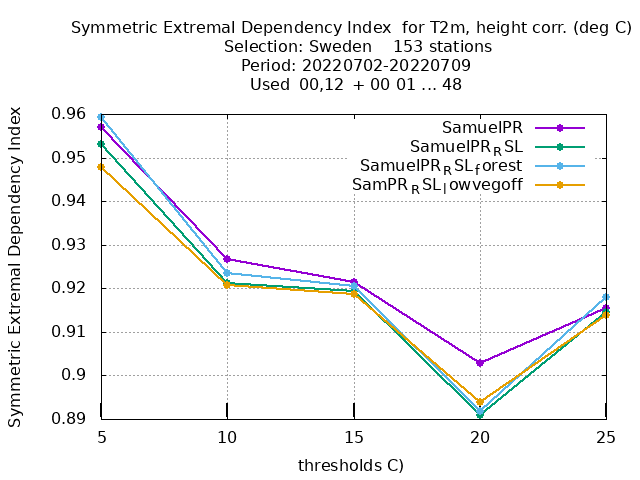 Symmetric Extremal Dependency Index  for T2m, height corr. (deg C)
Selection: Sweden    153 stations
Period: 20220702-20220709
Used  00,12  + 00 01 ... 48
Symmetric Extremal Dependency Index
0.96
0.95
0.94
0.93
0.92
0.91
0.9
0.89
SamuelPR
SamuelPR_RSL
SamuelPR_RSL_forest
SamPR_RSL_lowvegoff
5 10 15 20 25
thresholds C)